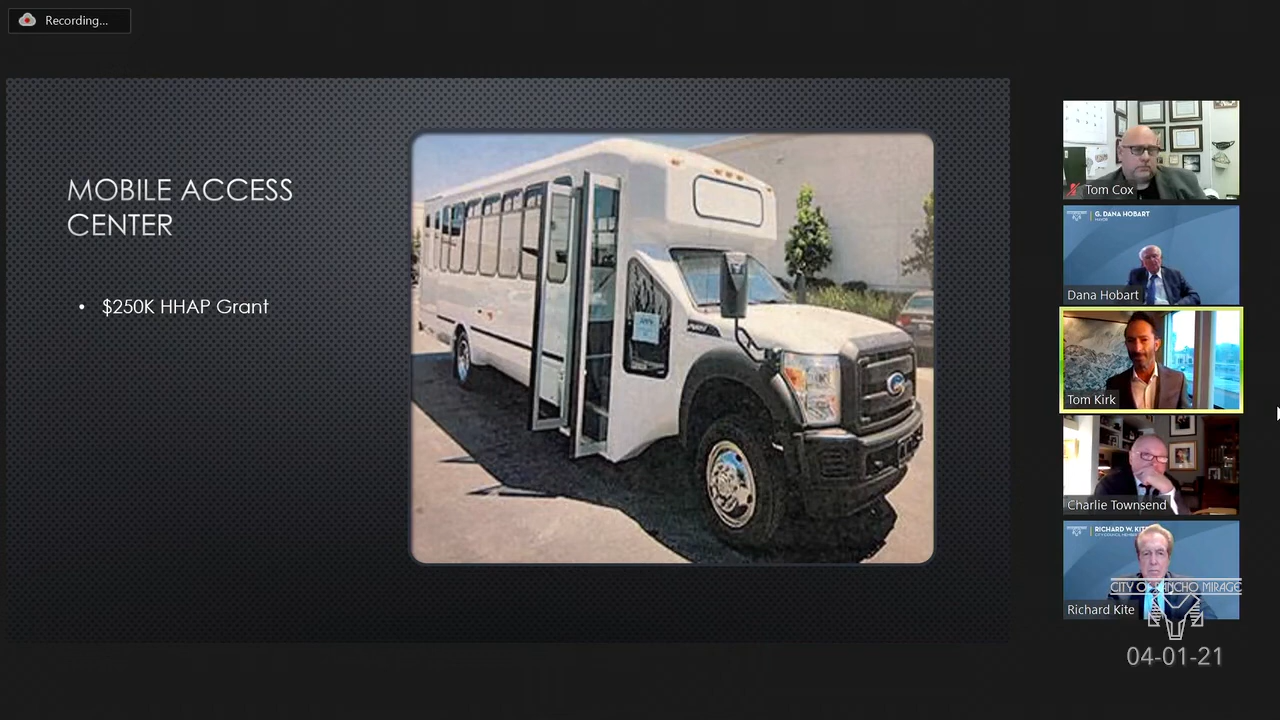 Recording...
MOBILE ACCESS
CENTER
• $250K HHAP Grant
Tom Cox
G. DANA HOBART
MAYOR
Dana Hobart
Tom Kirk
Charlie Townsend
RICHARD W. KITE
Richard Kite
CITY OF RANCHO MIRAGE
04-01-21